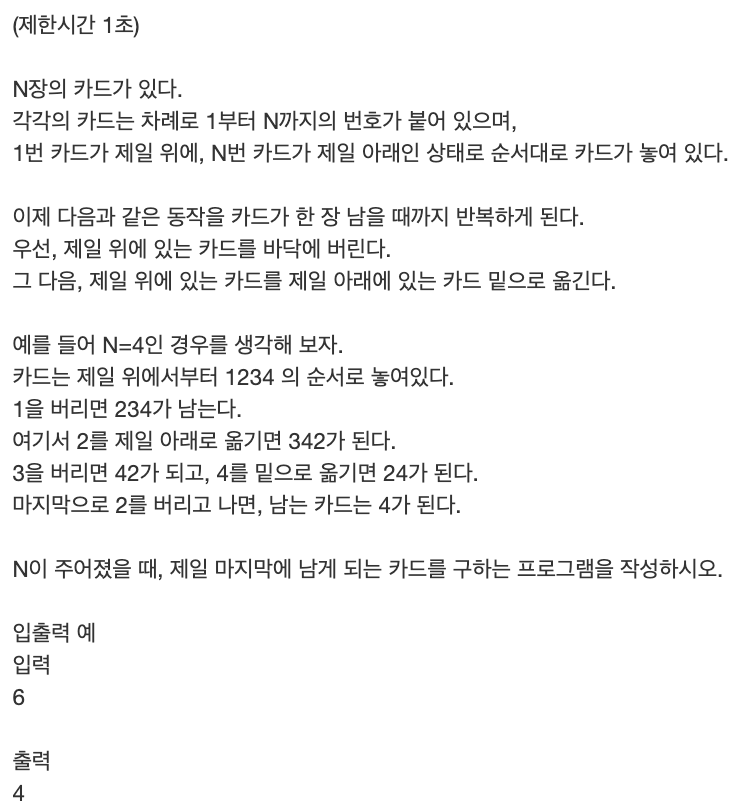 (제한시간 1초)
N장의 카드가 있다.
각각의 카드는 차례로 1부터 N까지의 번호가 붙어 있으며,
1번 카드가 제일 위에, N번 카드가 제일 아래인 상태로 순서대로 카드가 놓여 있다.
이제 다음과 같은 동작을 카드가 한 장 남을 때까지 반복하게 된다.
우선, 제일 위에 있는 카드를 바닥에 버린다.
그 다음, 제일 위에 있는 카드를 제일 아래에 있는 카드 밑으로 옮긴다.
예를 들어 N=4인 경우를 생각해 보자.
카드는 제일 위에서부터 1234 의 순서로 놓여있다.
1을 버리면 234가 남는다.
여기서 2를 제일 아래로 옮기면 342가 된다.
3을 버리면 42가 되고, 4를 밑으로 옮기면 24가 된다.
마지막으로 2를 버리고 나면, 남는 카드는 4가 된다.
N이 주어졌을 때, 제일 마지막에 남게 되는 카드를 구하는 프로그램을 작성하시오.
입출력 예
입력
6
출력
4